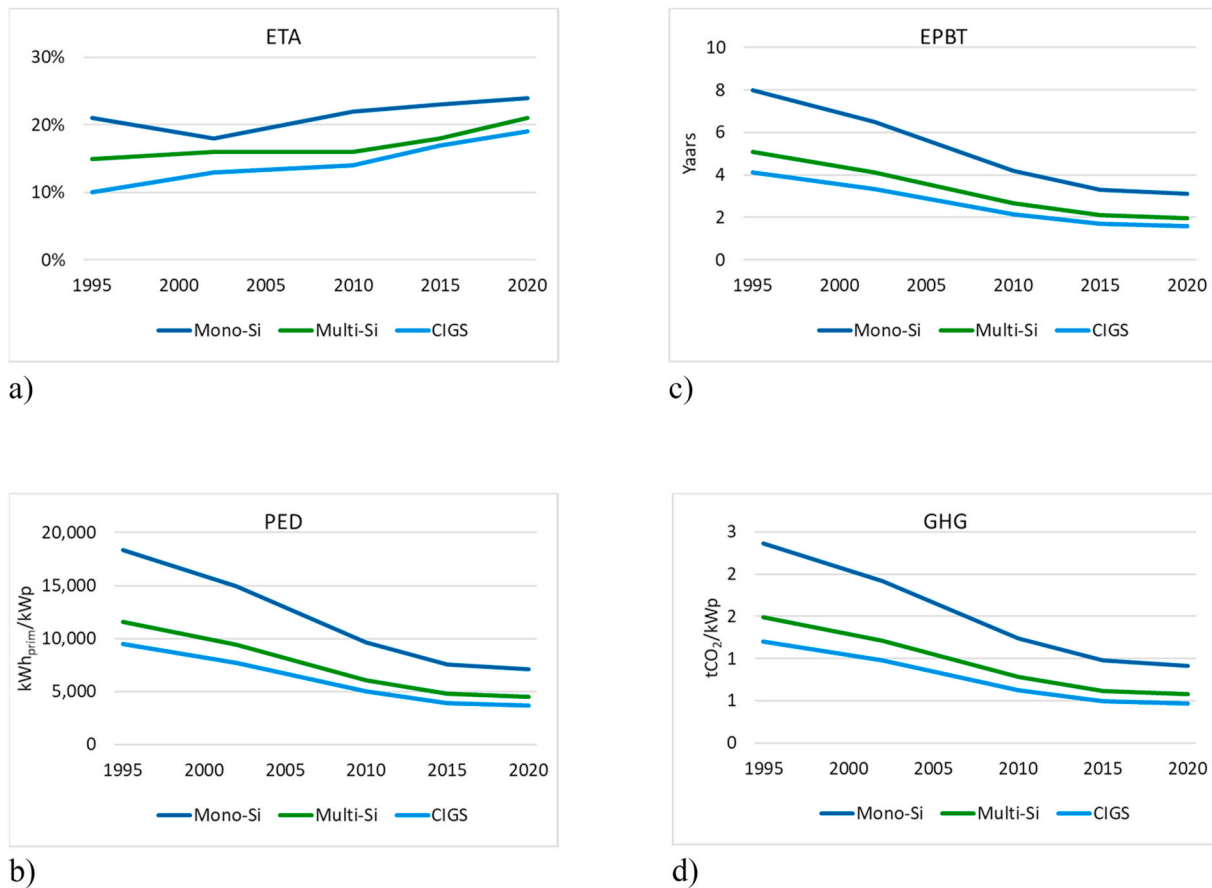 ETA
30%
20%
10%
0%
1995 2000 2005 2010 2015 2020
Mono-Si Multi-Si CIGS
a)
EPBT
10
8
6
4
2
0
Yaars
1995 2000 2005 2010 2015 2020
Mono-Si Multi-Si CIGS
c)
PED
20,000
15,000
10,000
5,000
0
kWhprim/kWp
1995 2000 2005 2010 2015 2020
Mono-Si Multi-Si CIGS
b)
GHG
3
2
2
1
1
0
tCO2/kWp
1995 2000 2005 2010 2015 2020
Mono-Si Multi-Si CIGS
d)